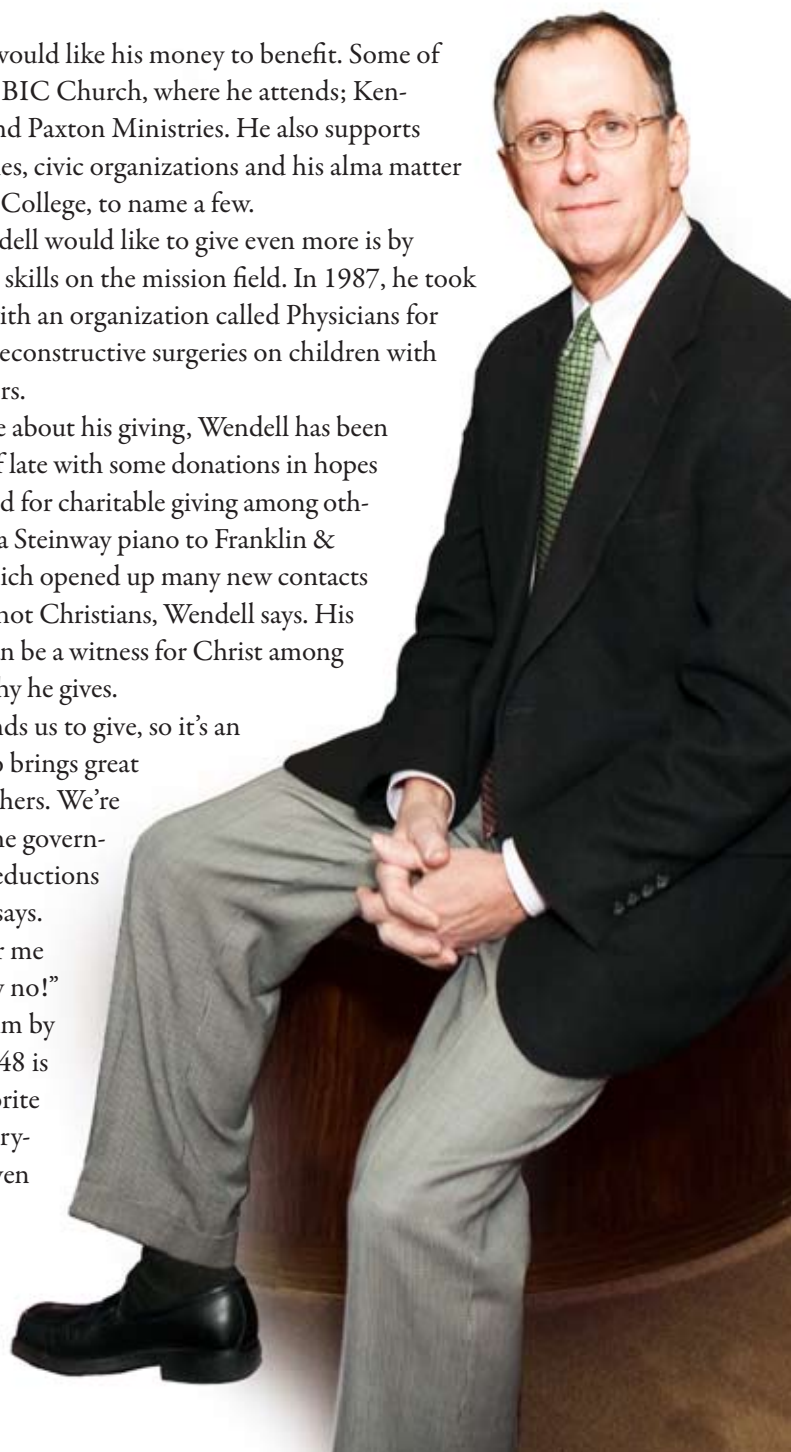 would like his money to benefit. Some of
BIC Church, where he attends; Ken-
nd Paxton Ministries. He also supports
es, civic organizations and his alma matter
College, to name a few.
dell would like to give even more is by
skills on the mission field. In 1987, he took
ith an organization called Physicians for
econstructive surgeries on children with
rs.
e about his giving, Wendell has been
f late with some donations in hopes
d for charitable giving among oth-
a Steinway piano to Franklin &
ich opened up many new contacts
not Christians, Wendell says. His
n be a witness for Christ among
hy he gives.
nds us to give, so it’s an
o brings great
hers. We’re
he govern-
eductions
says.
r me
y no!”
m by
48 is
orite
ry-
ven